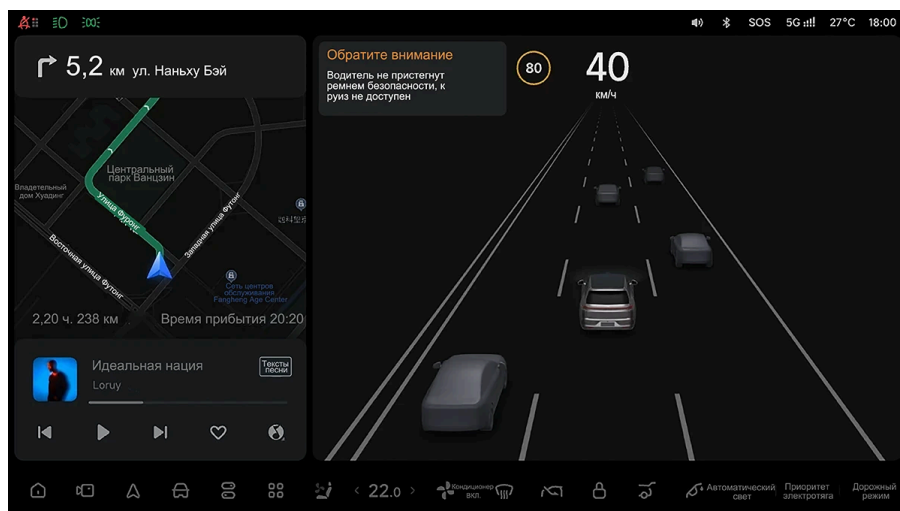 SOS 5G 27°C 18:00
5,2 км ул. Наньху Бэй
Обратите внимание
Водитель не пристегнут
ремнем безопасности, к
руиз не доступен
80
40
км/ч
Центральный
парк Ванцзин
Владетельный
дом Хуадинг
Улица Фуронг
Западная улица Футонг
Восточная улица Футонг
Сеть центров
обслуживания
Fangheng Age Center
2,20 ч. 238 км Время прибытия 20:20
Идеальная нация
Loruy
Тексты
песни
22.0
Кондиционер
вкл.
Автоматический
свет
Приоритет
электротяга
Дорожный
режим